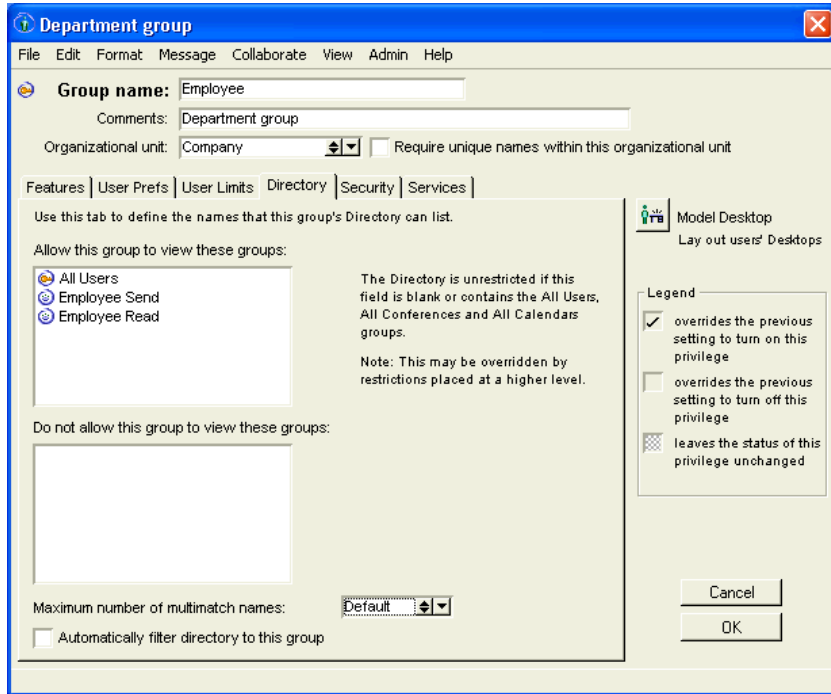 Department group
File Edit Format Message Collaborate View Admin Help
Group name: Employee
Comments: Department group
Organizational unit: Company Require unique names within this organizational unit
Features User Prefs User Limits Directory Security Services
Use this tab to define the names that this group's Directory can list.
Allow this group to view these groups:
All Users
Employee Send
Employee Read
The Directory is unrestricted if this
field is blank or contains the All Users,
All Conferences and All Calendars
groups.
Note: This may be overridden by
restrictions placed at a higher level.
Do not allow this group to view these groups:
Maximum number of multimatch names: Default
Automatically filter directory to this group
Model Desktop
Lay out users' Desktops
Legend
overrides the previous
setting to turn on this
privilege
overrides the previous
setting to turn off this
privilege
leaves the status of this
privilege unchanged
Cancel
OK